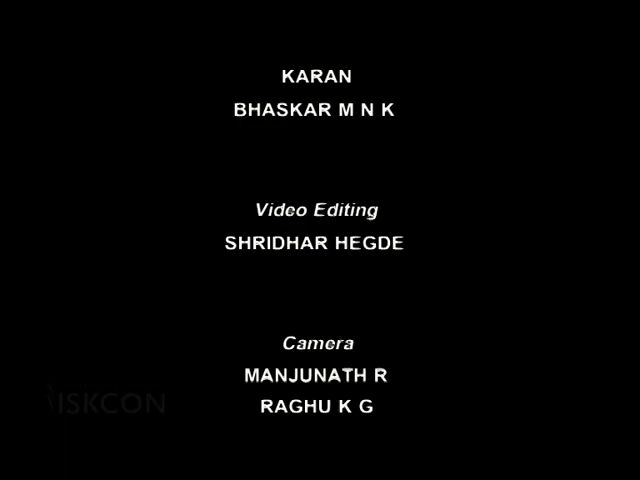 KARAN
BHASKAR M N K
Video Editing
SHRIDHAR HEGDE
Camera
MANJUNATH R
RAGHU K G
ISKCON